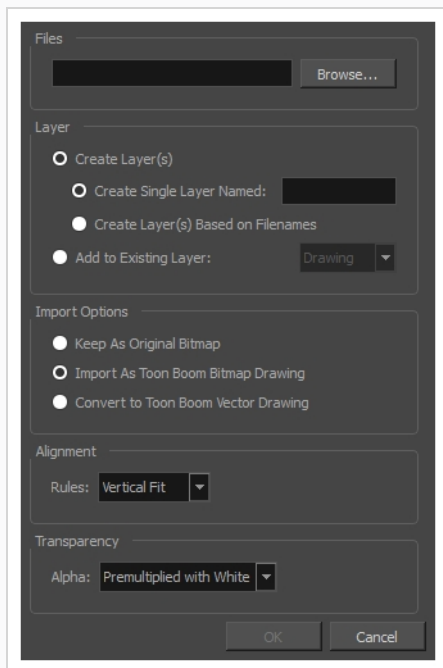 Files
Browse...
Layer
Create Layer(s)
Create Single Layer Named:
Create Layer(s) Based on Filenames
Add to Existing Layer: Drawing
Import Options
Keep As Original Bitmap
Import As Toon Boom Bitmap Drawing
Convert to Toon Boom Vector Drawing
Alignment
Rules: Vertical Fit
Transparency
Alpha: Premultiplied with White
OK Cancel